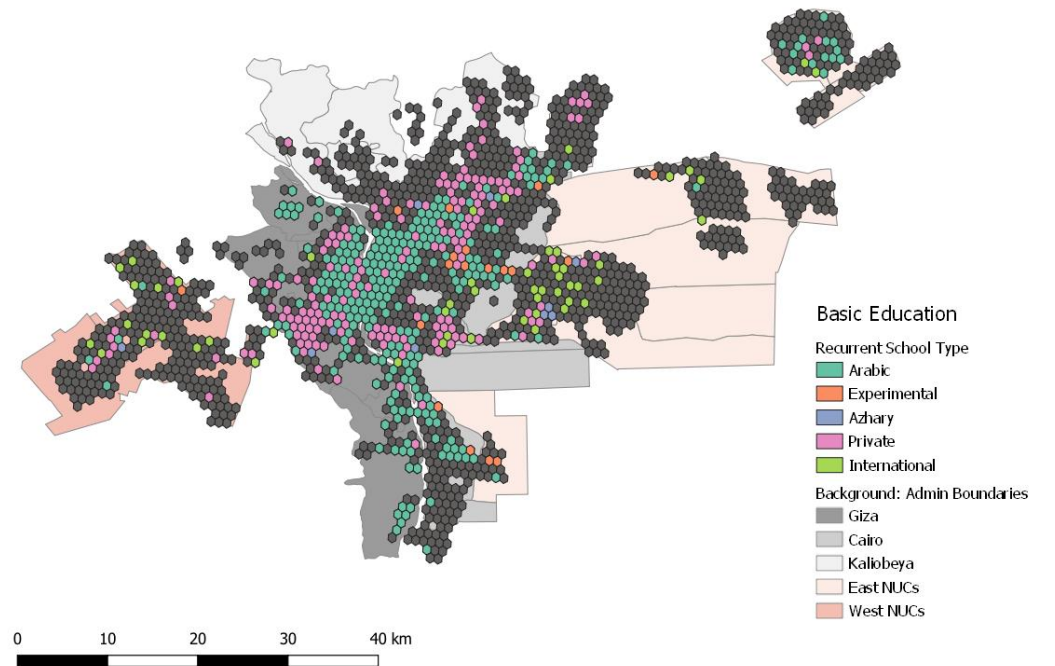 Basic Education
Recurrent School Type
Arabic
Experimental
Azhary
Private
International
Background: Admin Boundaries
Giza
Cairo
Kaliobeya
East NUCs
West NUCs
0 10 20 30 40 km